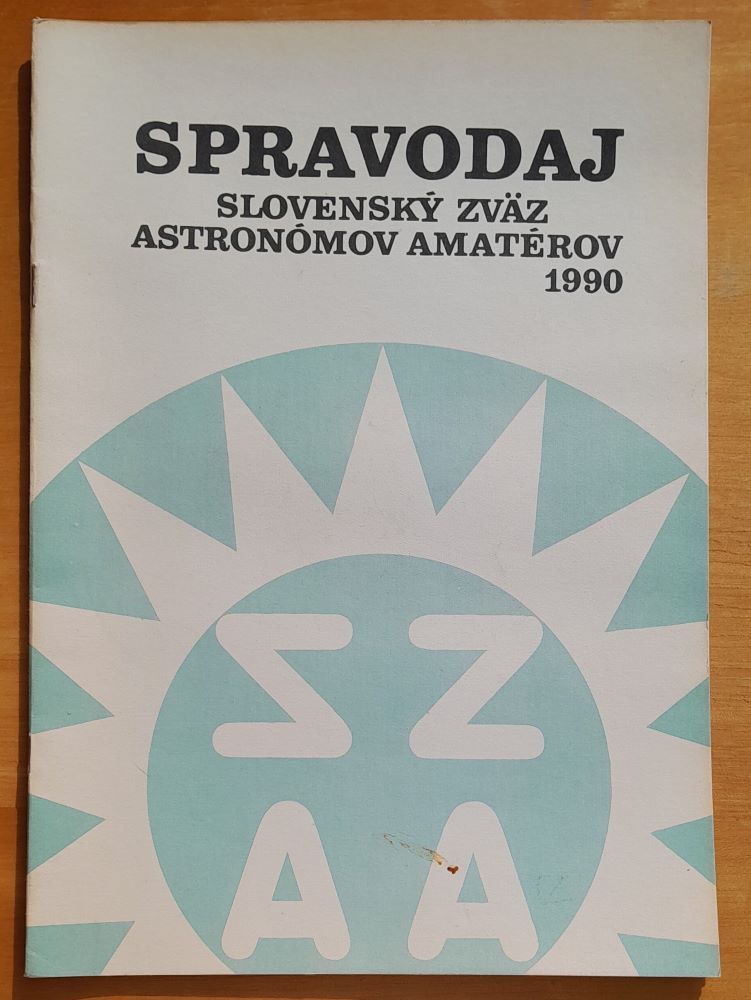 SPRAVODAJ
SLOVENSKÝ ZVÄZ
ASTRONÓMOV AMATÉROV
1990
SZ
AA